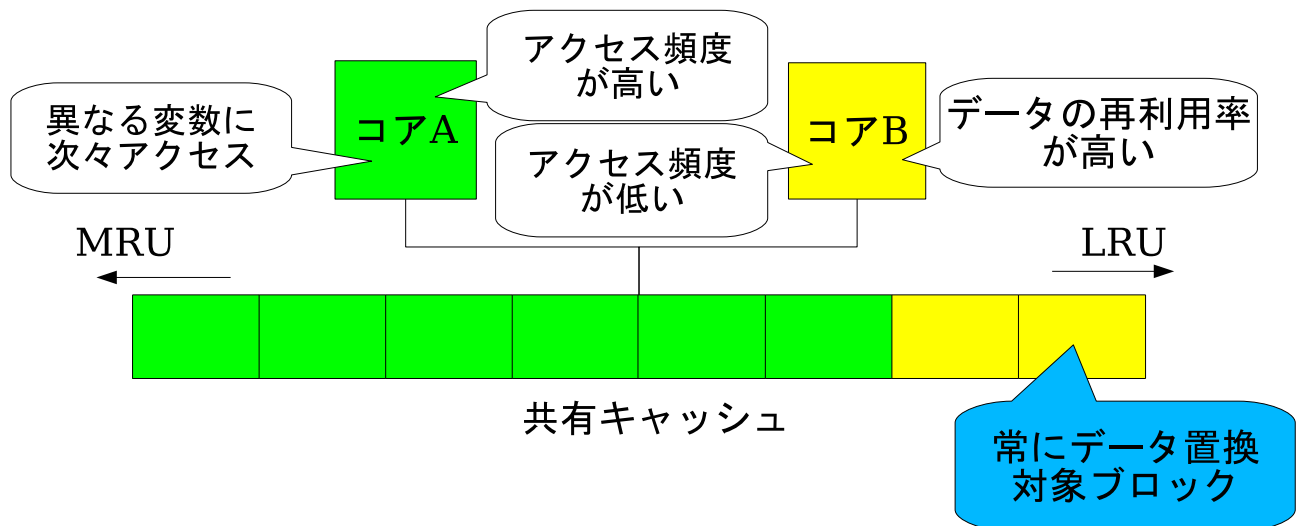 アクセス頻度
が高い
異なる変数に
次々アクセス
コアA
コアB
データの再利用率
が高い
アクセス頻度
が低い
MRU
LRU
共有キャッシュ
常にデータ置換
対象ブロック